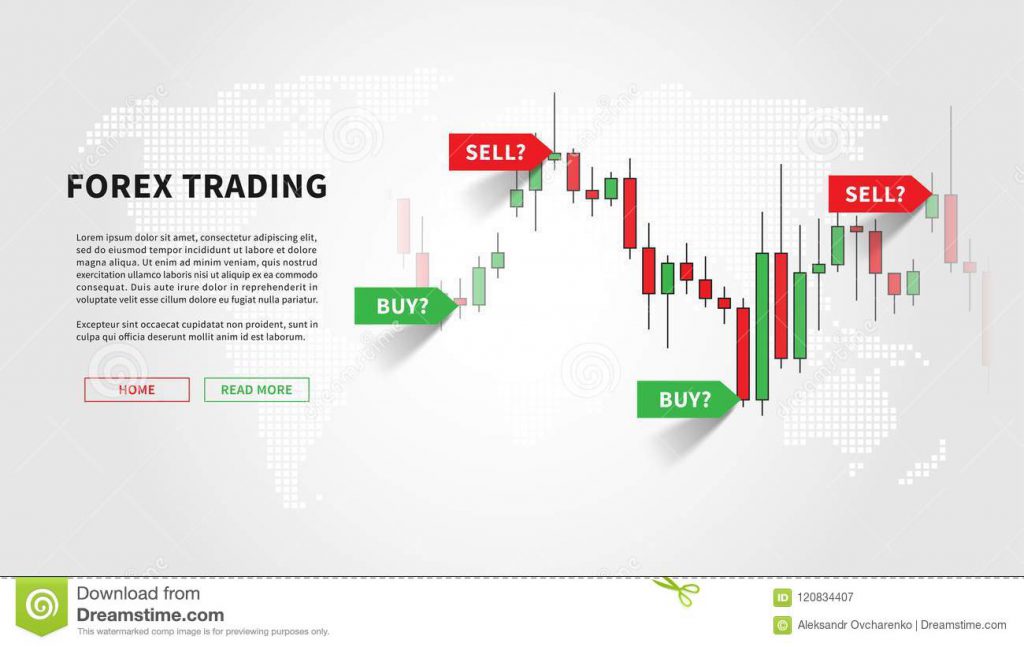 FOREX TRADING
Lorem ipsum dolor sit amet, consectetur adipiscing elit,
sed do eiusmod tempor incididunt ut labore et dolore
magna aliqua. Ut enim ad minim veniam, quis nostrud
exercitation ullamco laboris nisi ut aliquip ex ea commodo
consequat. Duis aute irure dolor in reprehenderit in
voluptate velit esse cillum dolore eu fugiat nulla pariatur.
Excepteur sint occaecat cupidatat non proident, sunt in
culpa qui officia deserunt mollit anim id est laborum.
HOME
READ MORE
BUY?
SELL?
BUY?
SELL?
Download from
Dreamstime.com
This watermarked comp image is for previewing purposes only.
ID 120834407
© Aleksandr Ovcharenko | Dreamstime.com